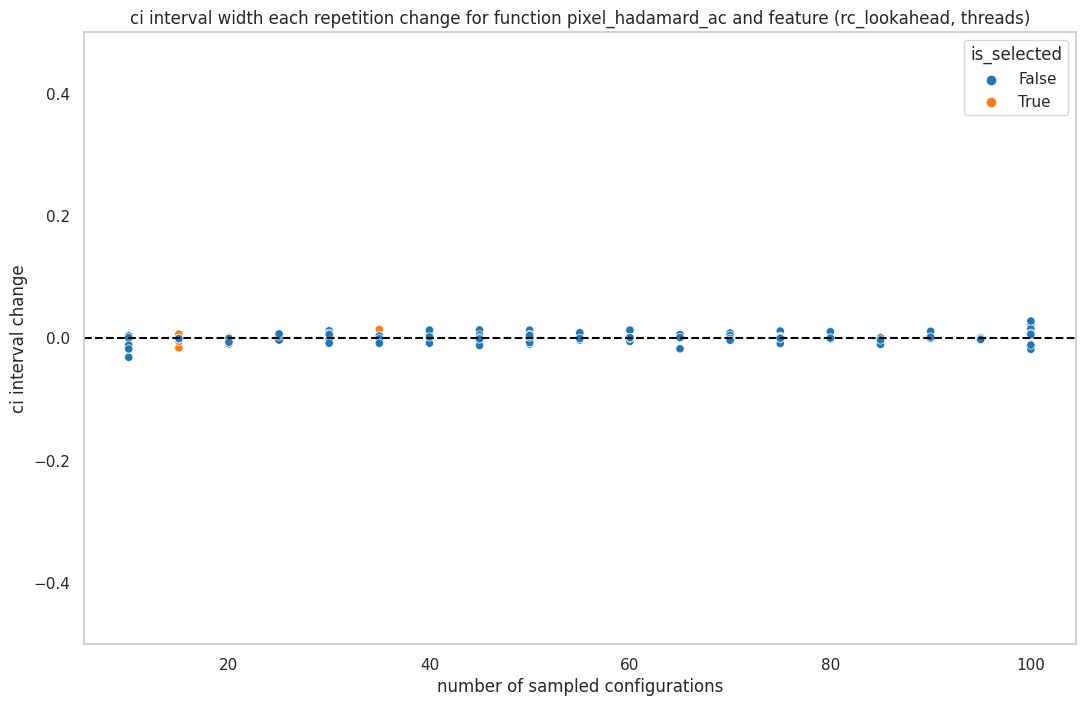 ci interval width each repetition change for function pixel_hadamard_ac and feature (rc_lookahead, threads)
is_selected
False
True
ci interval change
0.4
0.2
0.0
−0.2
−0.4
20 40 60 80 100
number of sampled configurations